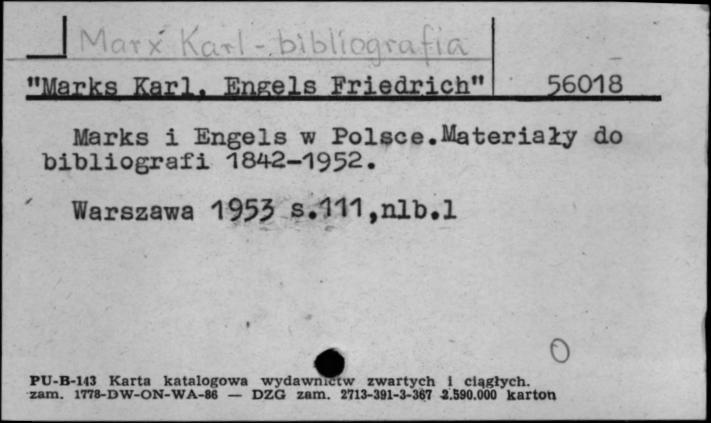 Marx Karl - bibliografia
"Marks Karl, Engels Friedrich" 56018
Marks i Engels w Polsce.Materiały do
bibliografi 1842-1952.
Warszawa 1953 s.111,nlb.1
0
PU-B-143 Karta katalogowa wydawnictw zwartych i ciągłych.
zam. 1778-DW-ON-WA-86 — DZG zam. 2713-391-3-367 2.590.000 karton